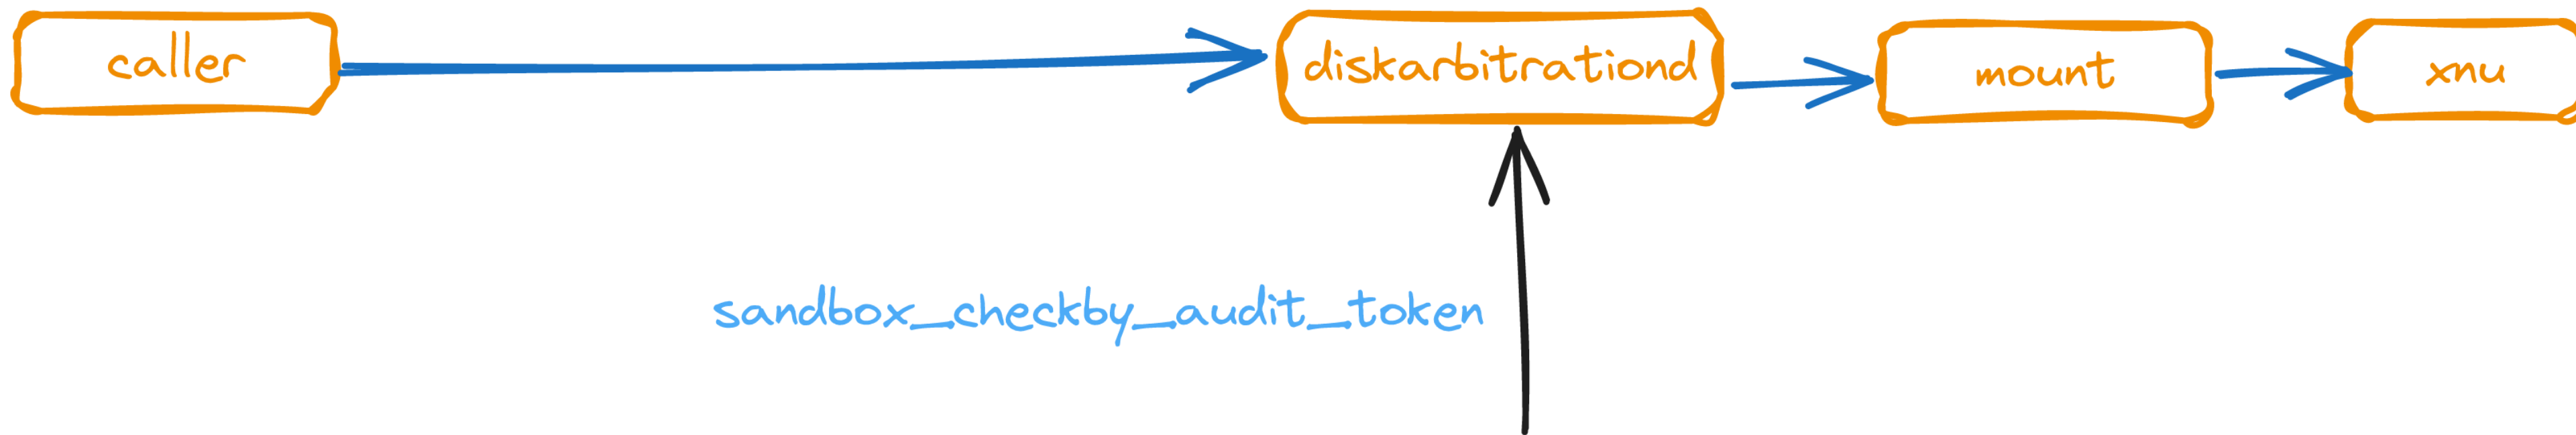 caller
diskarbitrationd
mount
xnu
sandbox_checkby_audit_token